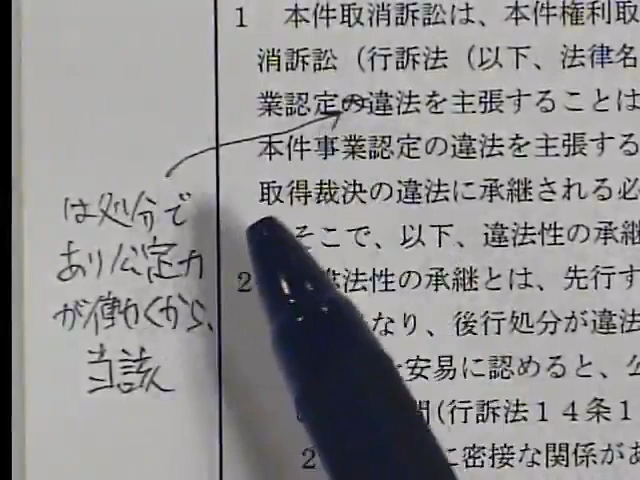 1 本件取消訴訟は、本件権利取
消訴訟(行訴法(以下、法律名
業認定の違法を主張することは
本件事業認定の違法を主張する
取得裁決の違法に承継される必
そこで、以下、違法性の承継
2 違法性の承継とは、先行す
なり、後行処分が違法
安易に認めると、公
(行訴法14条1
2 に密接な関係があ
は処分で
あり公定力
が働くから、
当該